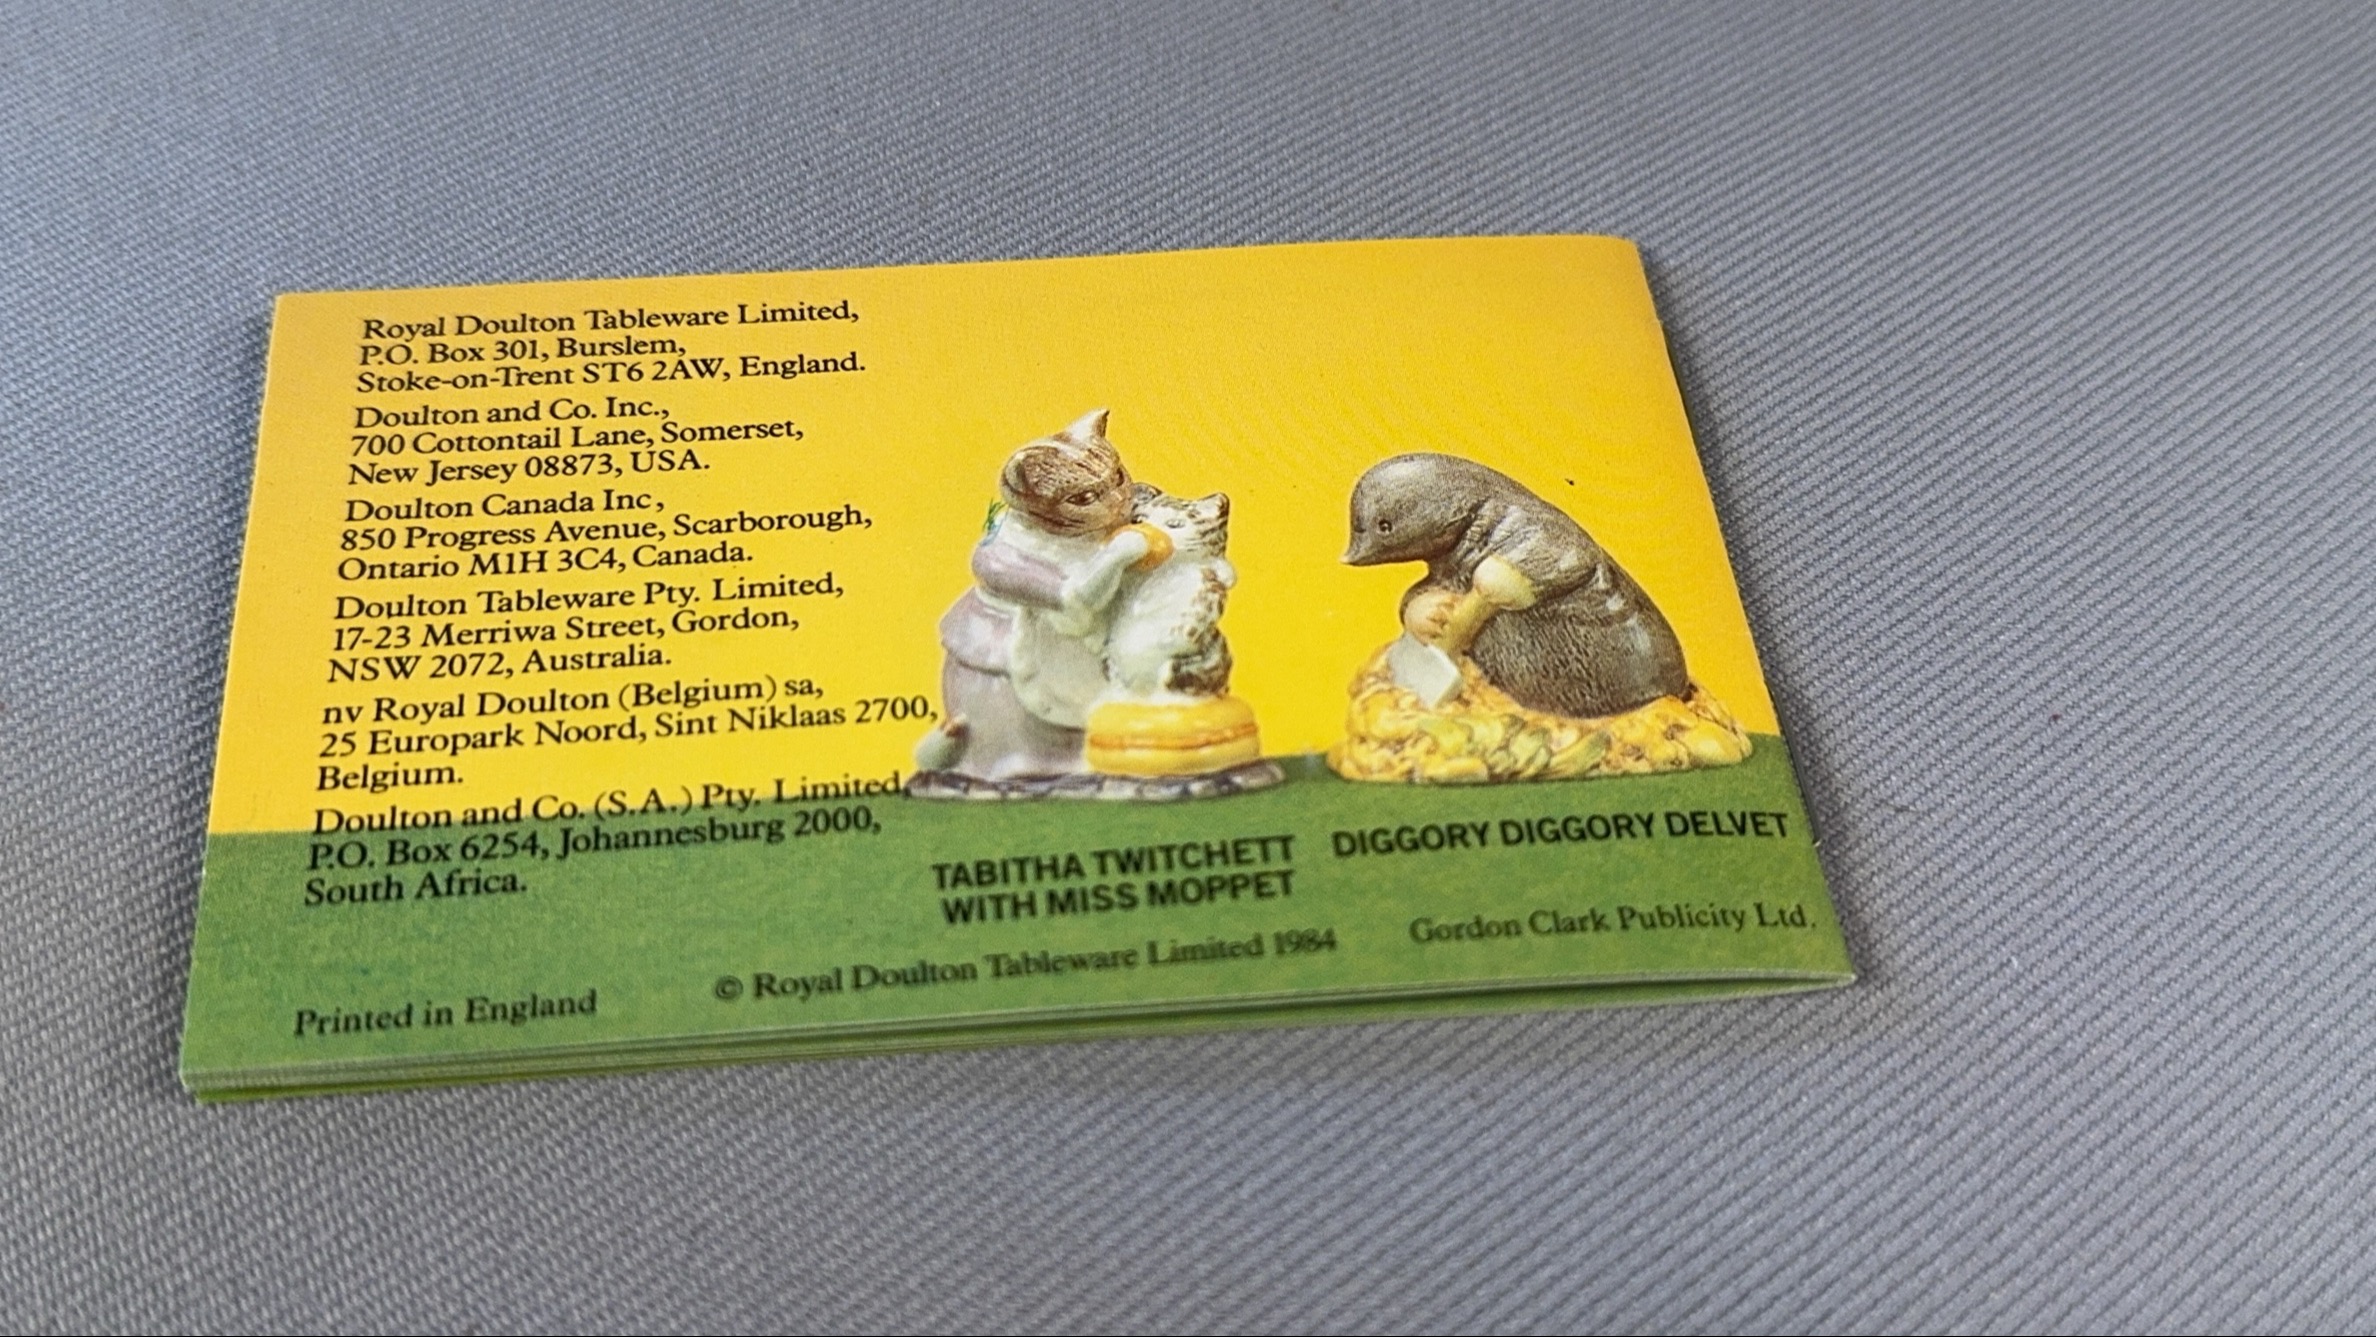 Royal Doulton Tableware Limited,
P.O. Box 301, Burslem,
Stoke-on-Trent ST6 2AW, England.
Doulton and Co. Inc.,
700 Cottontail Lane, Somerset,
New Jersey 08873, USA.
Doulton Canada Inc,
850 Progress Avenue, Scarborough,
Ontario M1H 3C4, Canada.
Doulton Tableware Pty. Limited,
17-23 Merriwa Street, Gordon,
NSW 2072, Australia.
nv Royal Doulton (Belgium) sa,
25 Europark Noord, Sint Niklaas 2700,
Belgium.
Doulton and Co. (S.A.) Pty. Limited,
P.O. Box 6254, Johannesburg 2000,
South Africa.
TABITHA TWITCHETT
WITH MISS MOPPET
DIGGORY DIGGORY DELVET
Printed in England
© Royal Doulton Tableware Limited 1984
Gordon Clark Publicity Ltd.